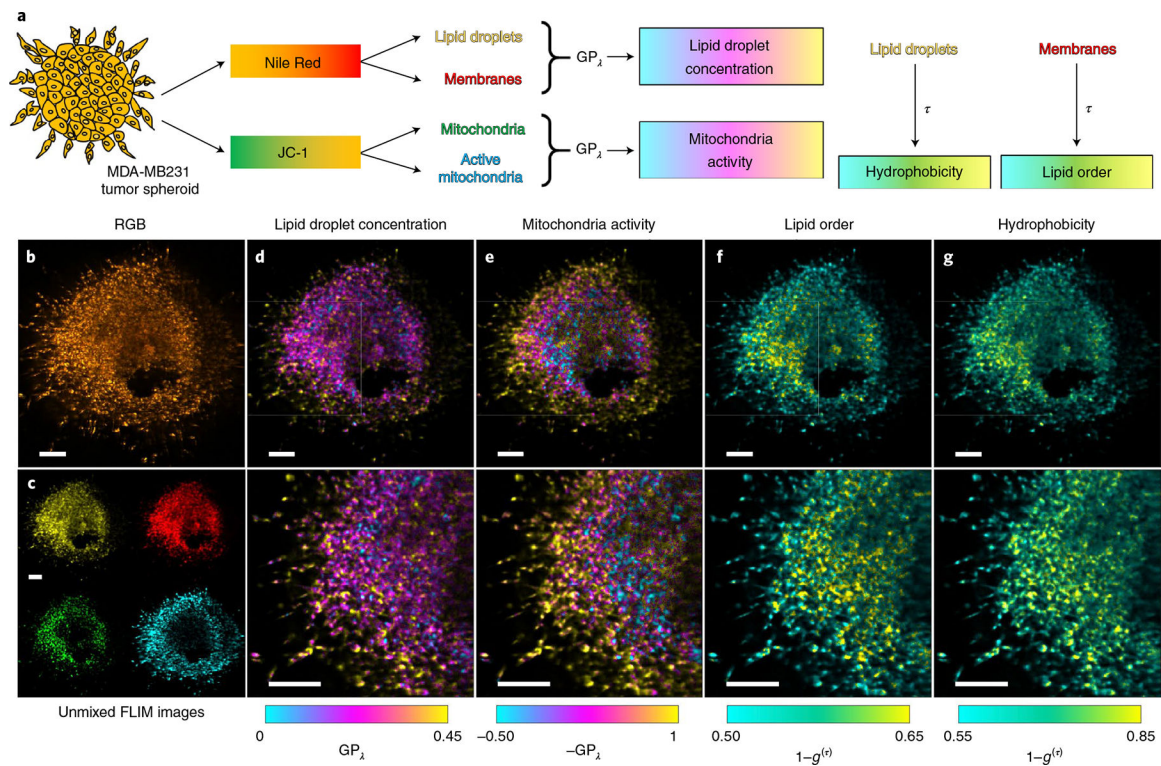 a
MDA-MB231
tumor spheroid
Nile Red
JC-1
Lipid droplets
Membranes
Mitochondria
Active
mitochondria
GPλ
GPλ
Lipid droplet
concentration
Mitochondria
activity
Lipid droplets
τ
Hydrophobicity
Membranes
τ
Lipid order
RGB
Lipid droplet concentration
Mitochondria activity
Lipid order
Hydrophobicity
b
d
e
f
g
c
Unmixed FLIM images
0
0.45
GPλ
–0.50
1
–GPλ
0.50
0.65
1–g(τ)
0.55
0.85
1–g(τ)